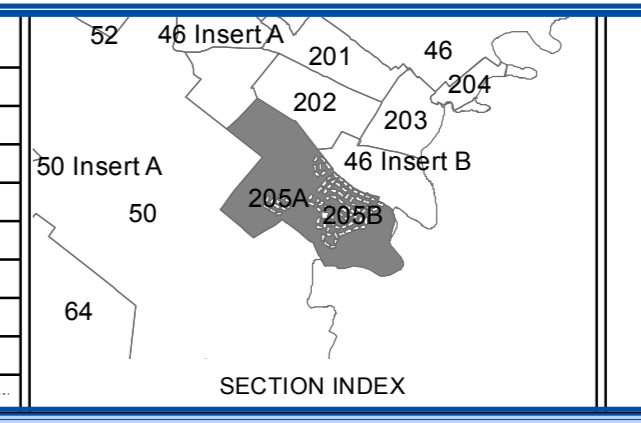 52
46 Insert A
201
46
204
202
203
50 Insert A
46 Insert B
205A
50
205B
64
SECTION INDEX